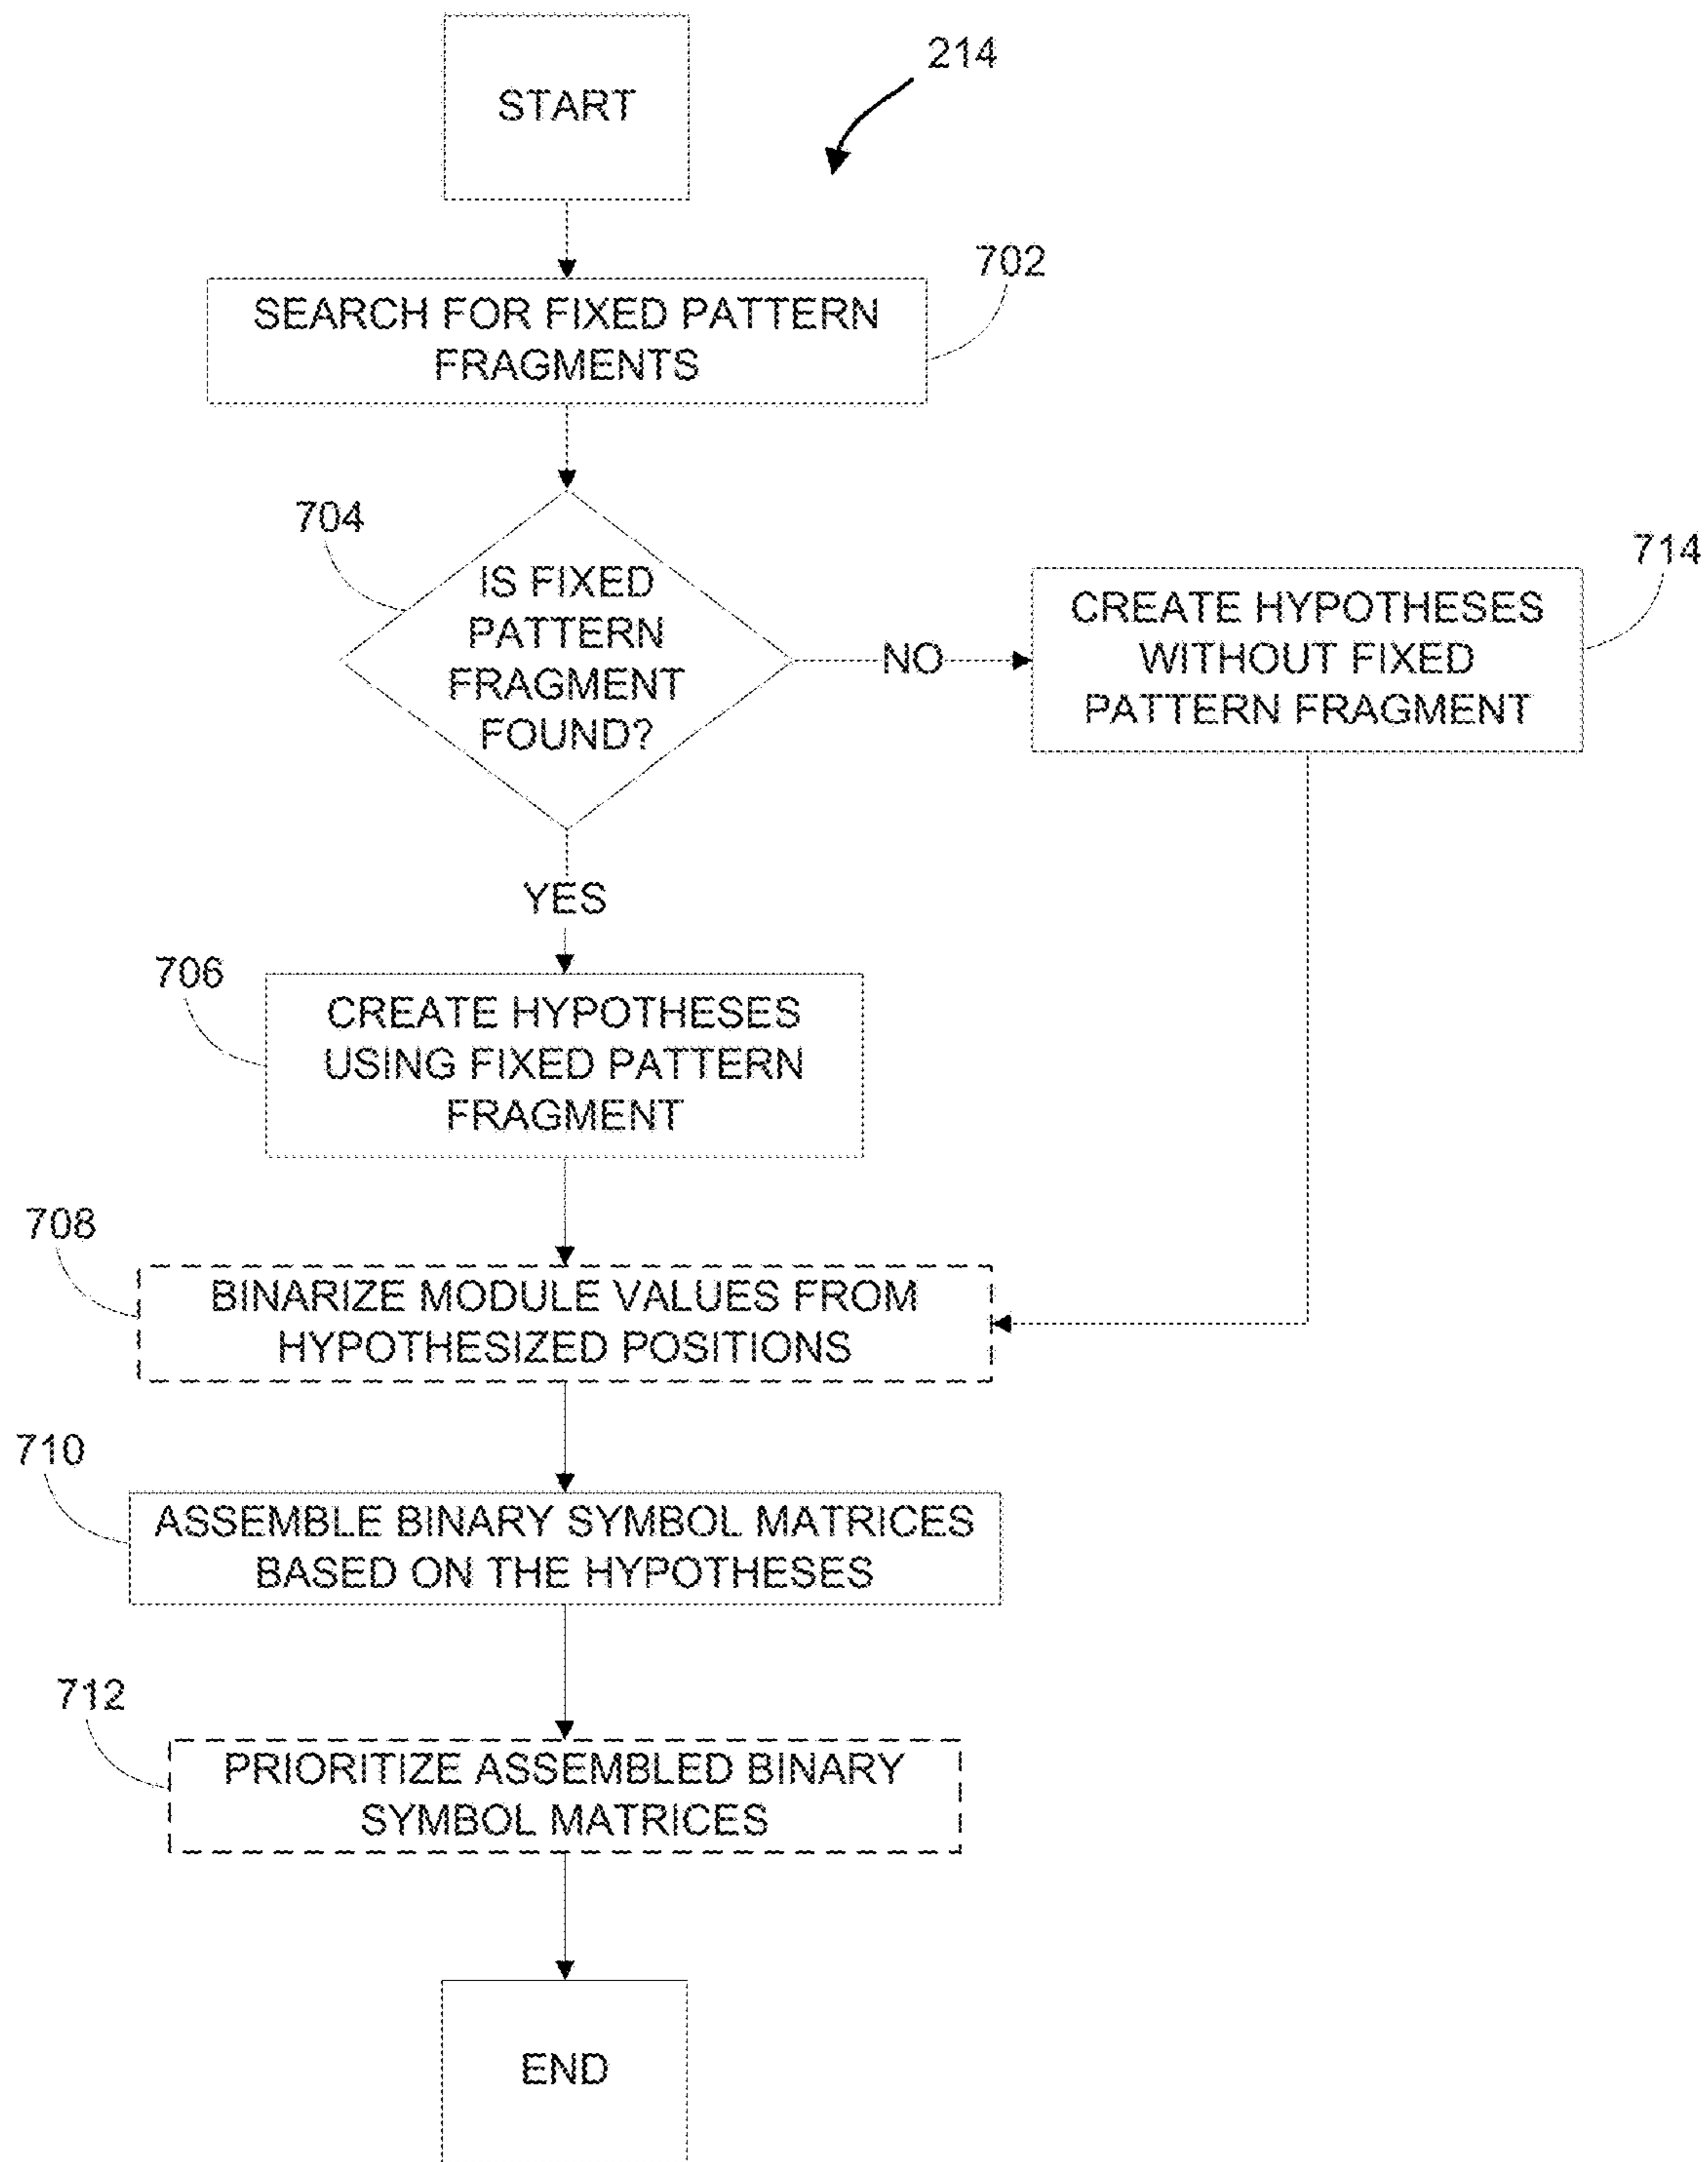 START
214
702
SEARCH FOR FIXED PATTERN
FRAGMENTS
704
IS FIXED
PATTERN
FRAGMENT
FOUND?
NO
714
CREATE HYPOTHESES
WITHOUT FIXED
PATTERN FRAGMENT
YES
706
CREATE HYPOTHESES
USING FIXED PATTERN
FRAGMENT
708
BINARIZE MODULE VALUES FROM
HYPOTHESIZED POSITIONS
710
ASSEMBLE BINARY SYMBOL MATRICES
BASED ON THE HYPOTHESES
712
PRIORITIZE ASSEMBLED BINARY
SYMBOL MATRICES
END